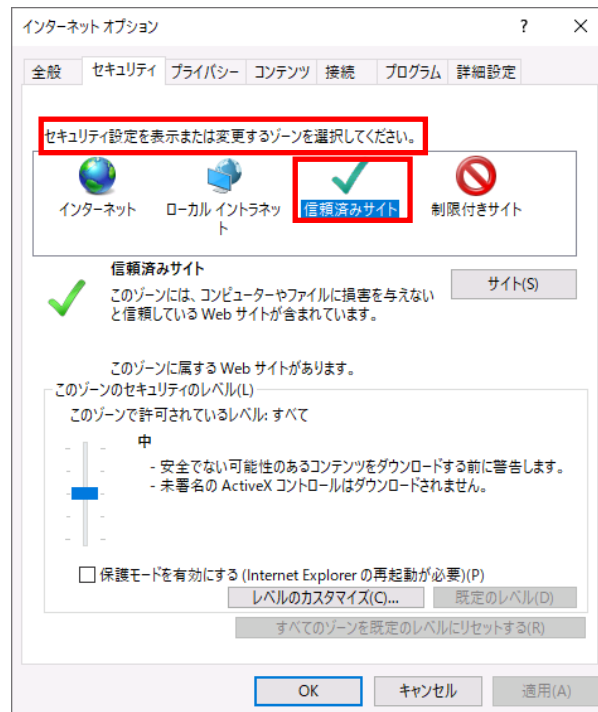 インターネット オプション
?
×
全般 セキュリティ プライバシー コンテンツ 接続 プログラム 詳細設定
セキュリティ設定を表示または変更するゾーンを選択してください。
インターネット ローカル イントラネッ
ト
信頼済みサイト 制限付きサイト
信頼済みサイト
このゾーンには、コンピューターやファイルに損害を与えない
と信頼している Web サイトが含まれています。
サイト(S)
このゾーンに属する Web サイトがあります。
このゾーンのセキュリティのレベル(L)
このゾーンで許可されているレベル: すべて
中
- 安全でない可能性のあるコンテンツをダウンロードする前に警告します。
- 未署名の ActiveX コントロールはダウンロードされません。
保護モードを有効にする (Internet Explorer の再起動が必要)(P)
レベルのカスタマイズ(C)... 既定のレベル(D)
すべてのゾーンを既定のレベルにリセットする(R)
OK キャンセル 適用(A)